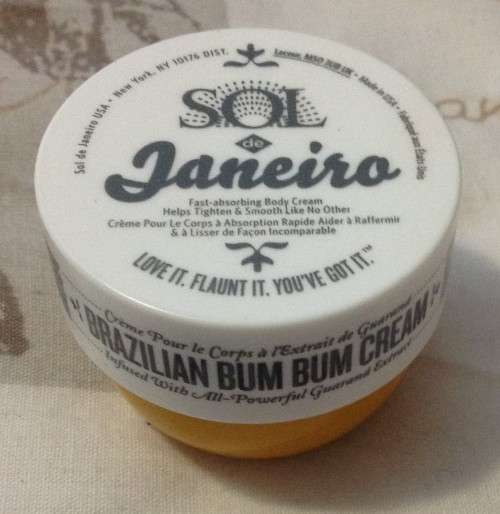 Sol de Janeiro USA • New York, NY 10176 DIST. • Made in USA •
SOL
de
Janeiro
Fast-absorbing Body Cream
Helps Tighten & Smooth Like No Other
Crème Pour Le Corps à Absorption Rapide Aider à Raffermir
& à Lisser de Façon Incomparable
LOVE IT. FLAUNT IT. YOU'VE GOT IT.™
Crème Pour le Corps à l'Extrait de Guaraná
BRAZILIAN BUM BUM CREAM
Infused With All-Powerful Guaraná Extract